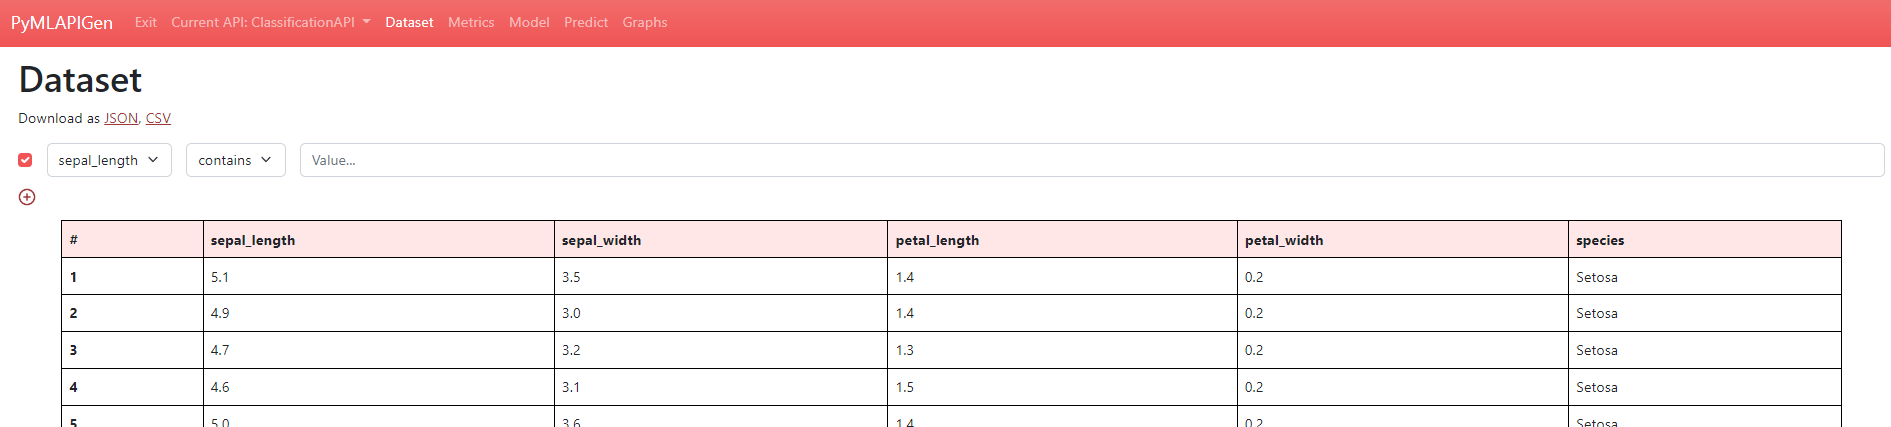 PyMLAPIGen Exit Current API: ClassificationAPI Dataset Metrics Model Predict Graphs
Dataset
Download as JSON, CSV
sepal_length contains Value...
# sepal_length sepal_width petal_length petal_width species
1 5.1 3.5 1.4 0.2 Setosa
2 4.9 3.0 1.4 0.2 Setosa
3 4.7 3.2 1.3 0.2 Setosa
4 4.6 3.1 1.5 0.2 Setosa
5 5.0 3.6 1.4 0.2 Setosa